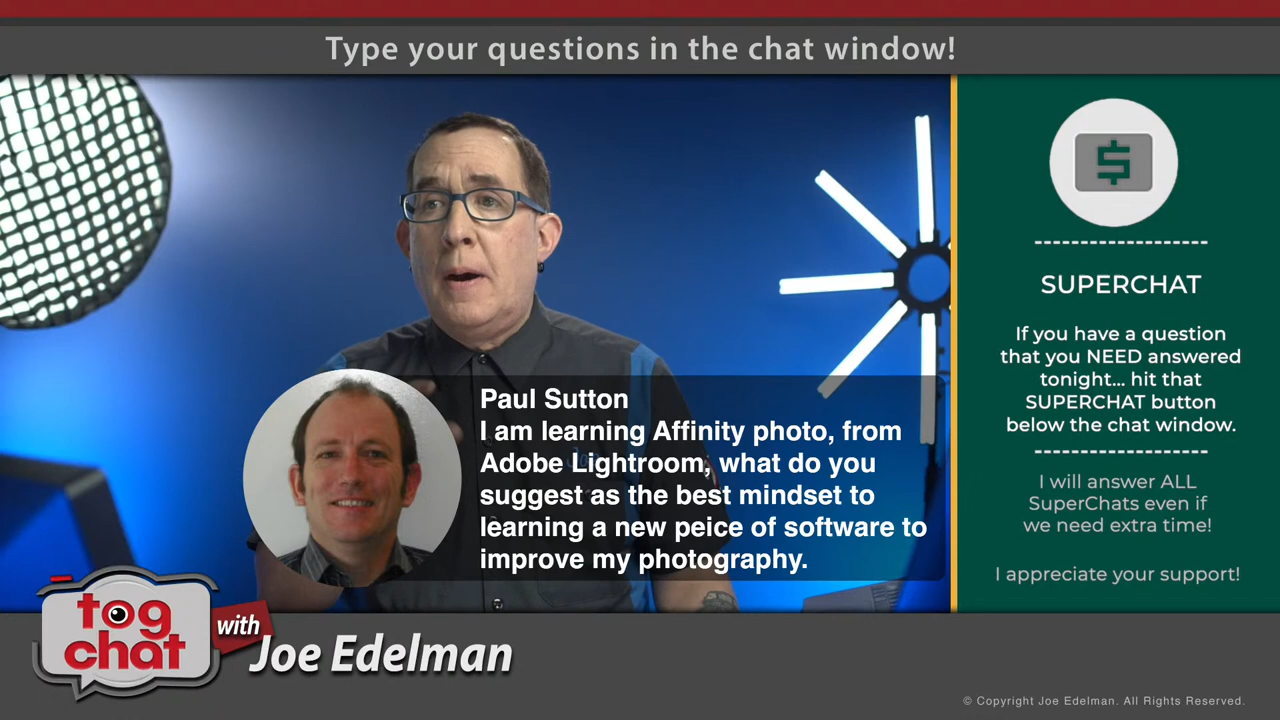 Type your questions in the chat window!
SUPERCHAT
If you have a question
that you NEED answered
tonight... hit that
SUPERCHAT button
below the chat window.
I will answer ALL
SuperChats even if
we need extra time!
I appreciate your support!
Paul Sutton
I am learning Affinity photo, from
Adobe Lightroom, what do you
suggest as the best mindset to
learning a new peice of software to
improve my photography.
tog
chat
with
Joe Edelman
© Copyright Joe Edelman. All Rights Reserved.